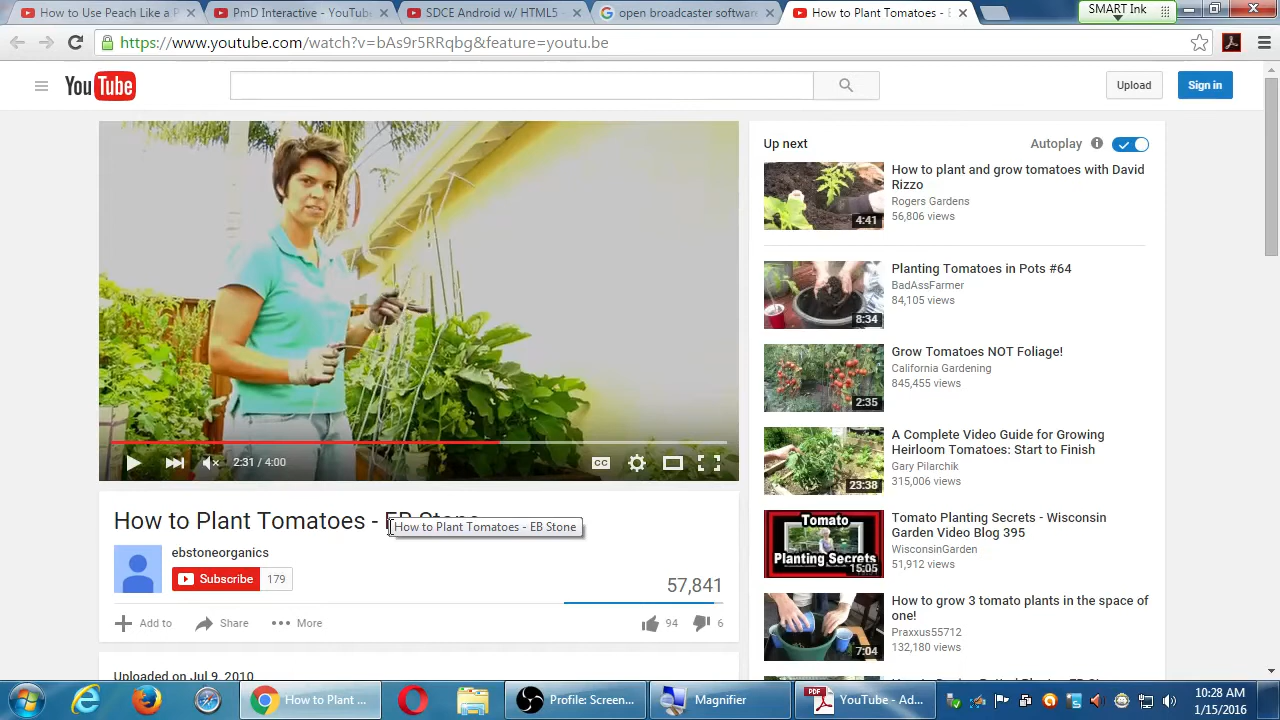 How to Use Peach Like a P
PmD Interactive - YouTube
SDCE Android w/ HTML5 -
open broadcaster software
How to Plant Tomatoes - E
SMART Ink
https://www.youtube.com/watch?v=bAs9r5RRqbg&feature=youtu.be
YouTube
Upload
Sign in
Up next
Autoplay
How to plant and grow tomatoes with David
Rizzo
Rogers Gardens
56,806 views
4:41
Planting Tomatoes in Pots #64
BadAssFarmer
84,105 views
8:34
Grow Tomatoes NOT Foliage!
California Gardening
845,455 views
2:35
A Complete Video Guide for Growing
Heirloom Tomatoes: Start to Finish
Gary Pilarchik
315,006 views
23:38
Tomato
Planting Secrets
15:05
Tomato Planting Secrets - Wisconsin
Garden Video Blog 395
WisconsinGarden
51,912 views
How to grow 3 tomato plants in the space of
one!
Praxxus55712
132,180 views
7:04
2:31 / 4:00
CC
How to Plant Tomatoes - EB Stone
How to Plant Tomatoes - EB Stone
ebstoneorganics
Subscribe
179
57,841
Add to
Share
More
94
6
Uploaded on Jul 9, 2010
How to Plant ...
Profile: Screen...
Magnifier
PDF
YouTube - Ad...
10:28 AM
1/15/2016